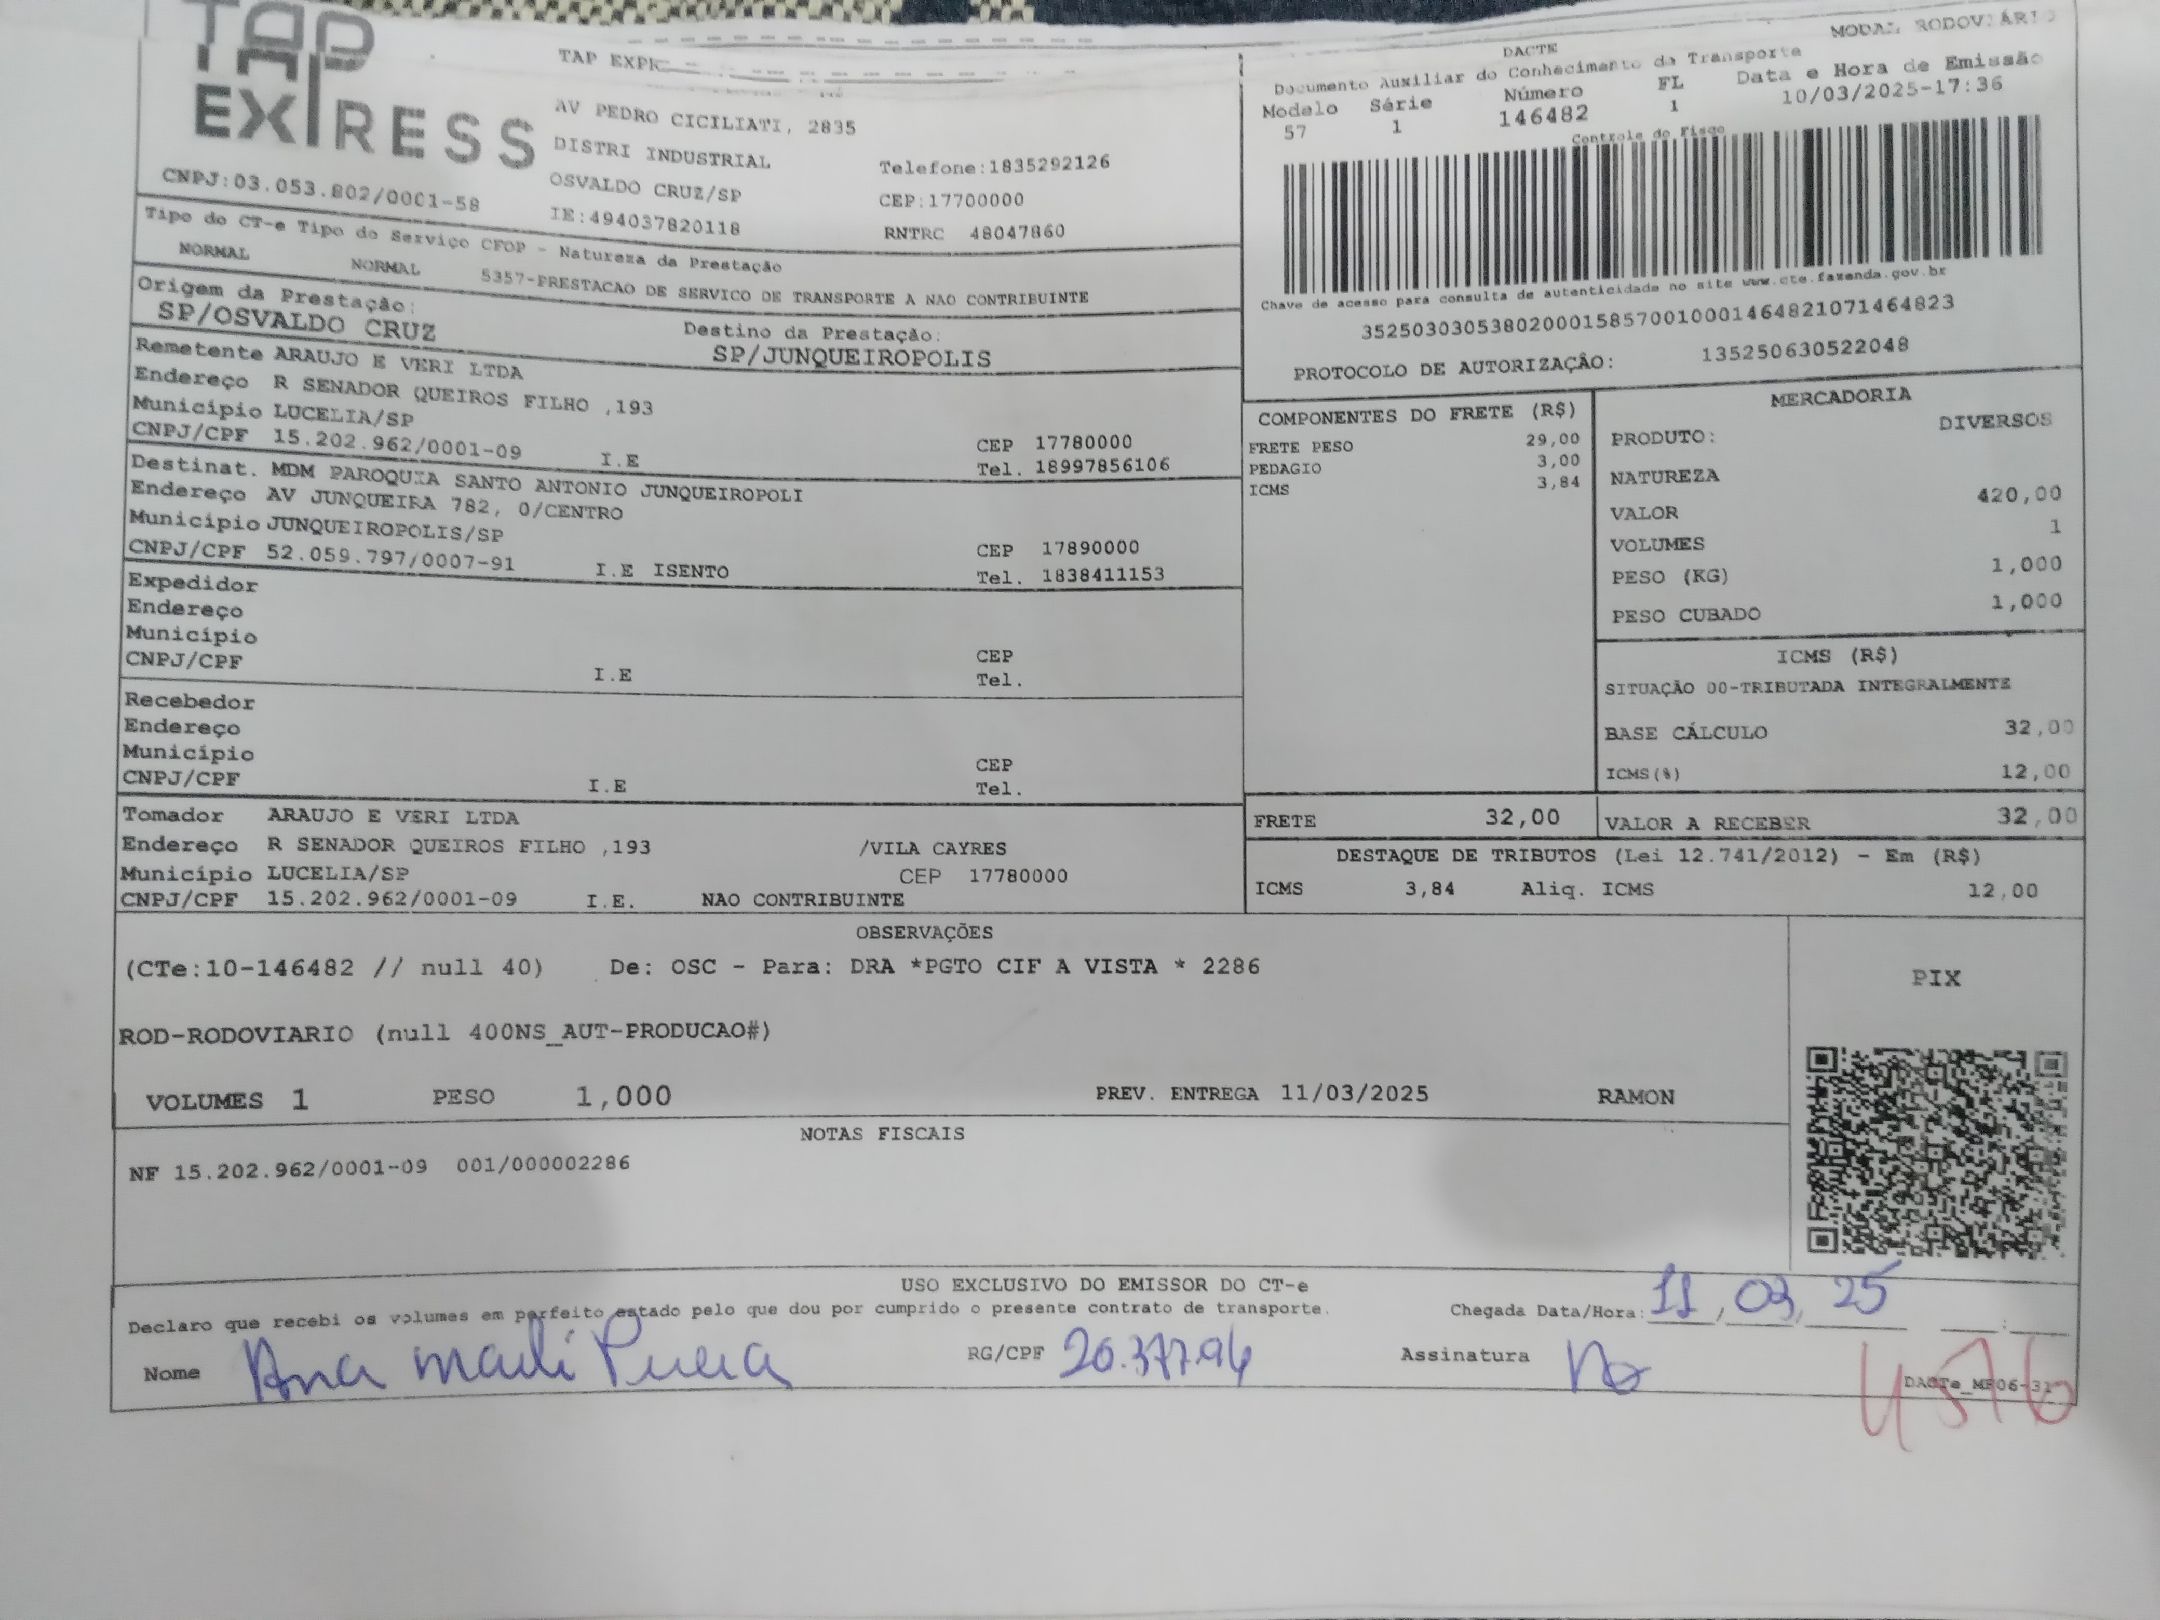 TAP
EXPRESS
TAP
AV PEDRO CICILIATI, 2835
DISTRI INDUSTRIAL Telefone:1835292126
OSVALDO CRUZ/SP CEP:17700000
CNPJ:03.053.802/0001-58 IE:494037820118 RNTRC 48047860
MODAL RODOVIÁRIO
DACTE
Documento Auxiliar do Conhecimento de Transporte
Modelo Série Número FL Data e Hora de Emissão
57 1 146482 1 10/03/2025-17:36
Controle do Fisco
Chave de acesso para consulta de autenticidade no site www.cte.fazenda.gov.br
35250303053802000158570010001464821071464823
PROTOCOLO DE AUTORIZAÇÂO: 135250630522048
Tipo do CT-e Tipo do Serviço CFOP - Natureza da Prestação
NORMAL NORMAL 5357-PRESTACAO DE SERVICO DE TRANSPORTE A NAO CONTRIBUINTE
Origem da Prestação: Destino da Prestação:
SP/OSVALDO CRUZ SP/JUNQUEIROPOLIS
Remetente ARAUJO E VERI LTDA
Endereço R SENADOR QUEIROS FILHO ,193
Município LUCELIA/SP CEP 17780000
CNPJ/CPF 15.202.962/0001-09 I.E Tel. 18997856106
Destinat. MDM PAROQUIA SANTO ANTONIO JUNQUEIROPOLI
Endereço AV JUNQUEIRA 782, 0/CENTRO
Município JUNQUEIROPOLIS/SP CEP 17890000
CNPJ/CPF 52.059.797/0007-91 I.E ISENTO Tel. 1838411153
Expedidor
Endereço
Município CEP
CNPJ/CPF I.E Tel.
Recebedor
Endereço
Município CEP
CNPJ/CPF I.E Tel.
Tomador ARAUJO E VERI LTDA
Endereço R SENADOR QUEIROS FILHO ,193 /VILA CAYRES
Município LUCELIA/SP CEP 17780000
CNPJ/CPF 15.202.962/0001-09 I.E. NAO CONTRIBUINTE
COMPONENTES DO FRETE (R$)
FRETE PESO 29,00
PEDAGIO 3,00
ICMS 3,84
MERCADORIA
PRODUTO: DIVERSOS
NATUREZA
VALOR 420,00
VOLUMES 1
PESO (KG) 1,000
PESO CUBADO 1,000
ICMS (R$)
SITUAÇÃO 00-TRIBUTADA INTEGRALMENTE
BASE CÁLCULO 32,00
ICMS(%) 12,00
FRETE 32,00 VALOR A RECEBER 32,00
DESTAQUE DE TRIBUTOS (Lei 12.741/2012) - Em (R$)
ICMS 3,84 Aliq. ICMS 12,00
OBSERVAÇÕES
(CTe:10-146482 // null 40) De: OSC - Para: DRA *PGTO CIF A VISTA * 2286
ROD-RODOVIARIO (null 400NS_AUT-PRODUCAO#)
VOLUMES 1 PESO 1,000 PREV. ENTREGA 11/03/2025 RAMON
PIX
NOTAS FISCAIS
NF 15.202.962/0001-09 001/000002286
USO EXCLUSIVO DO EMISSOR DO CT-e
Declaro que recebi os volumes em perfeito estado pelo que dou por cumprido o presente contrato de transporte. Chegada Data/Hora: 11/03/25
Nome Ana RG/CPF 20.377.94 Assinatura